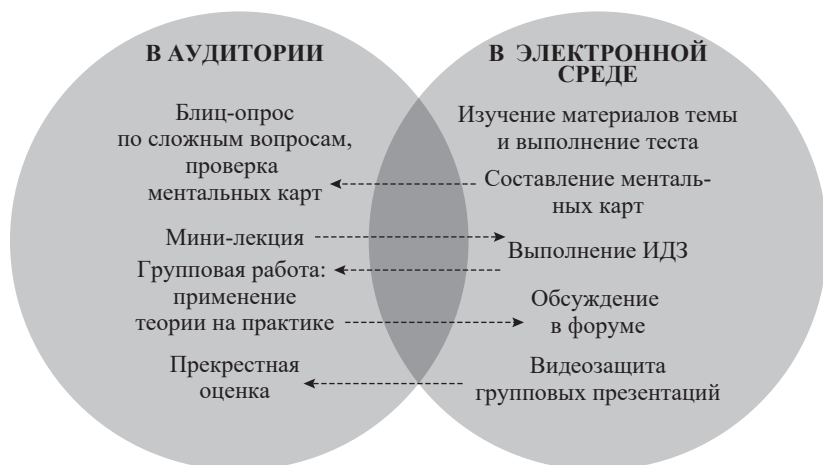 В АУДИТОРИИ
Блиц-опрос
по сложным вопросам,
проверка
ментальных карт
Мини-лекция
Групповая работа:
применение
теории на практике
Прекрестная
оценка
В ЭЛЕКТРОННОЙ
СРЕДЕ
Изучение материалов темы
и выполнение теста
Составление менталь-
ных карт
Выполнение ИДЗ
Обсуждение
в форуме
Видеозащита
групповых презентаций